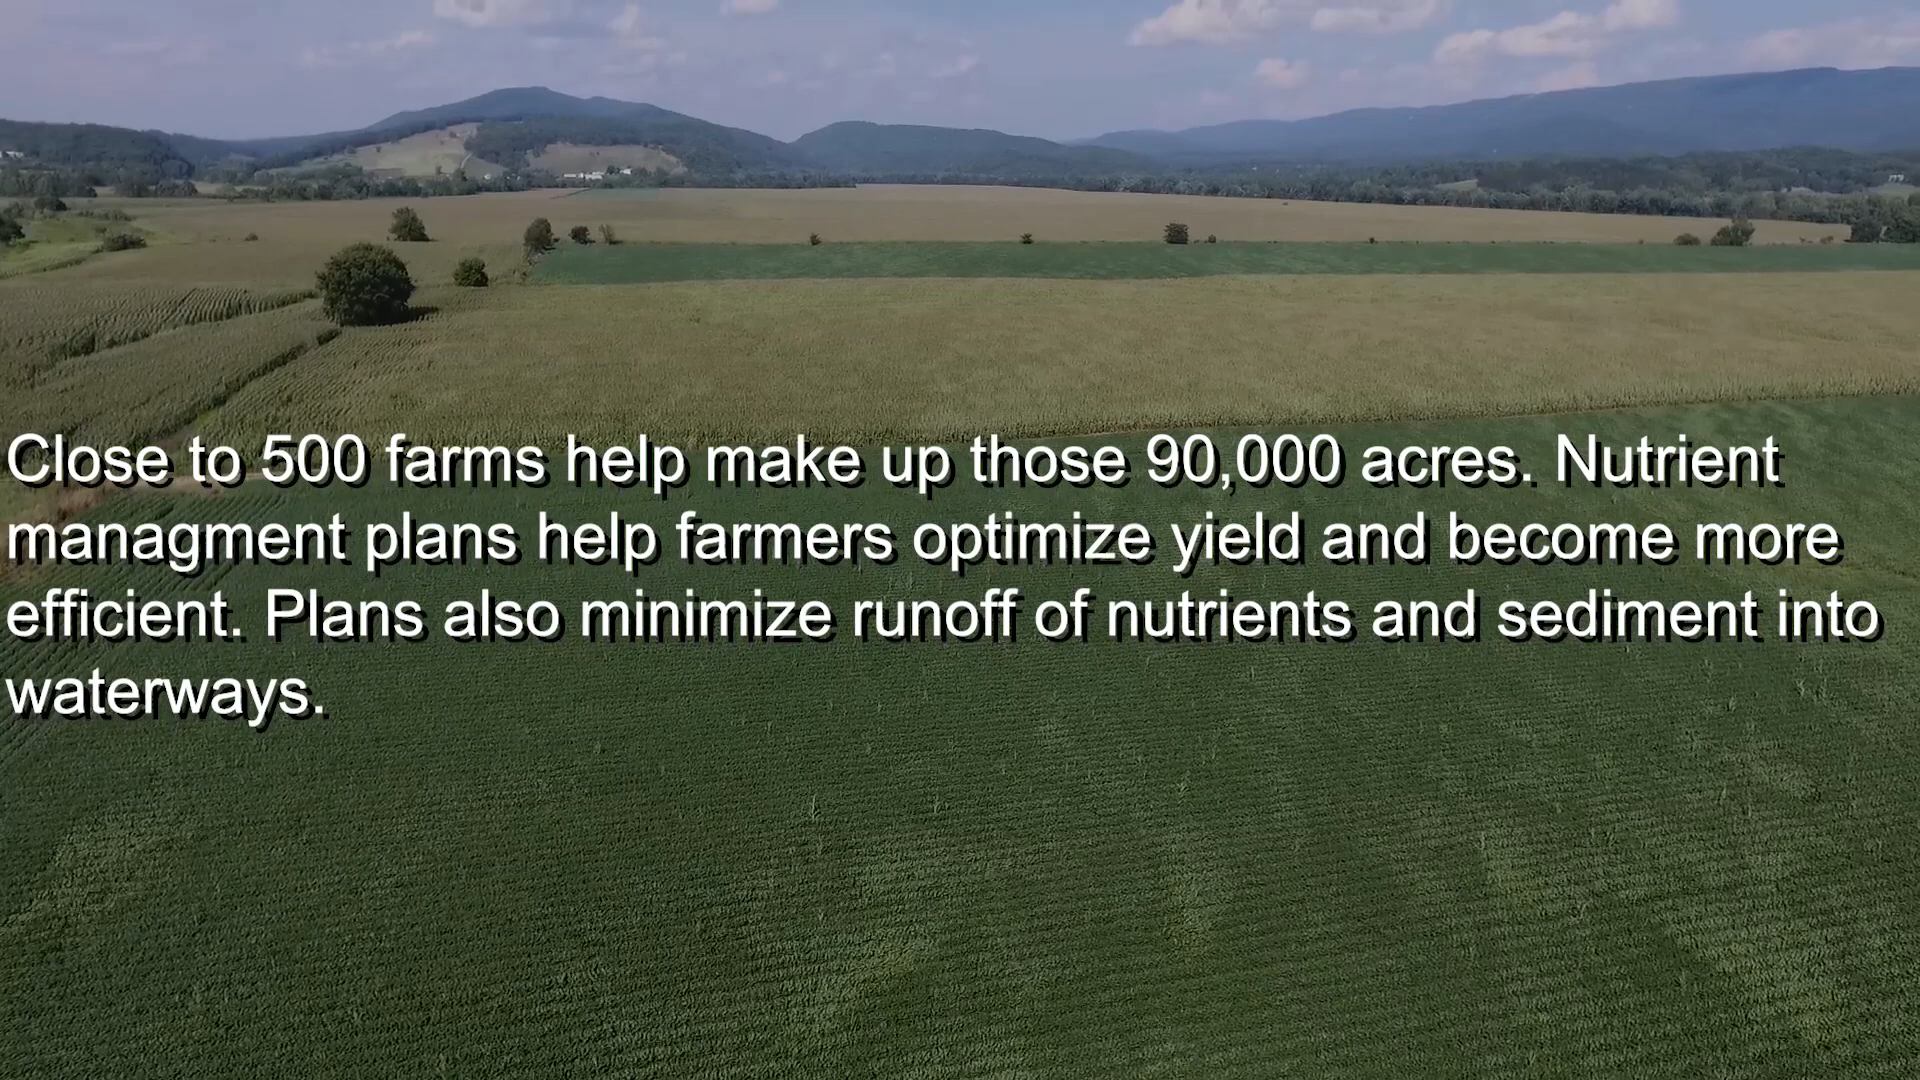 Close to 500 farms help make up those 90,000 acres. Nutrient
managment plans help farmers optimize yield and become more
efficient. Plans also minimize runoff of nutrients and sediment into
waterways.